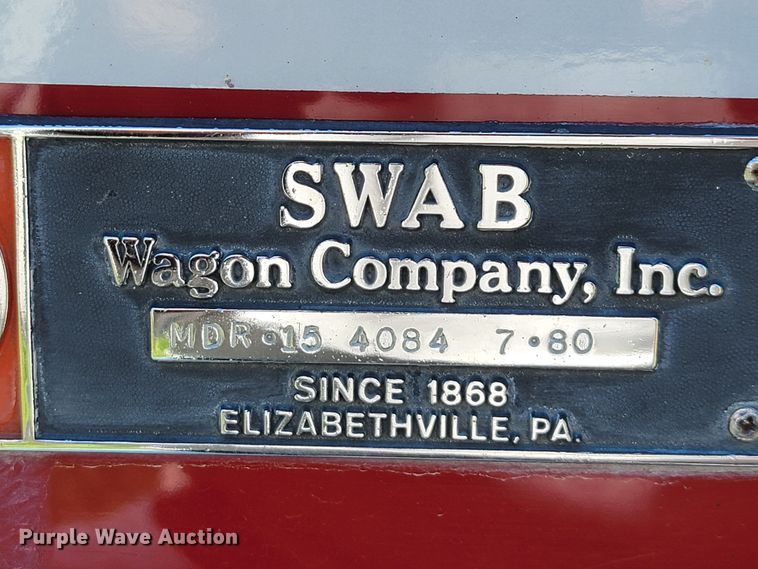 SWAB
Wagon Company, Inc.
MDR•15 4084 7•80
SINCE 1868
ELIZABETHVILLE, PA.
Purple Wave Auction